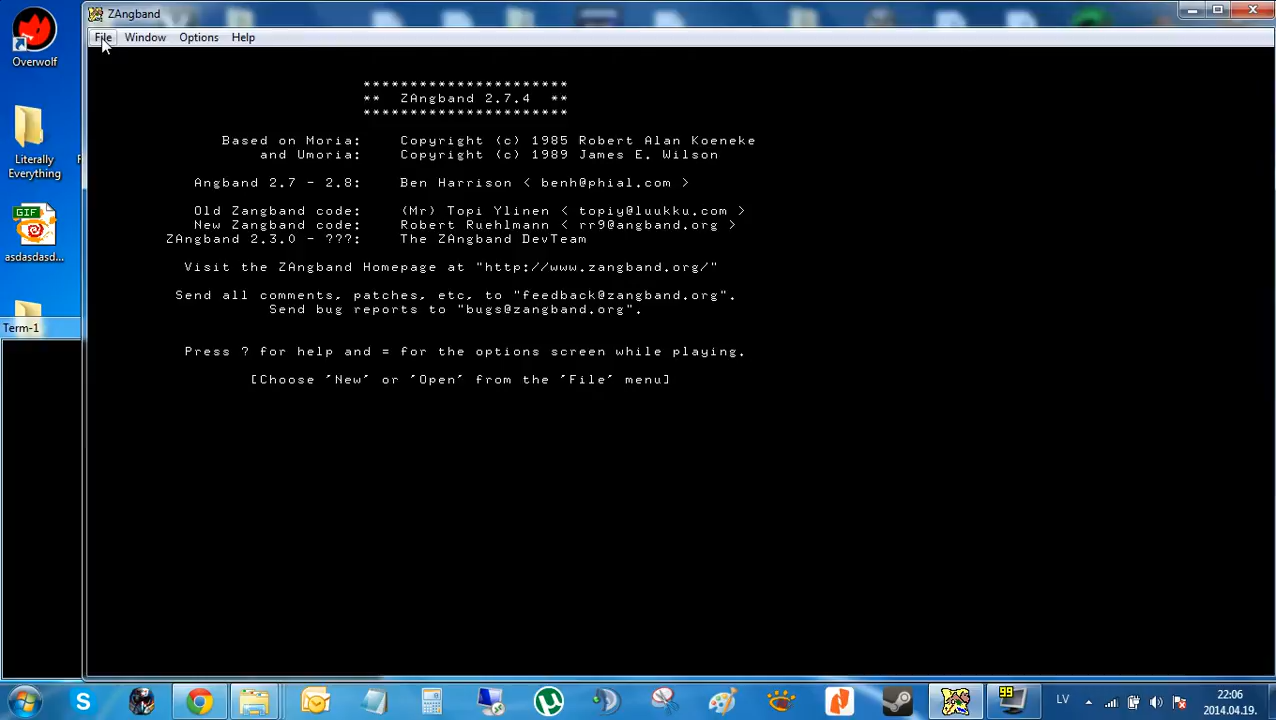 ZAngband
File Window Options Help
Overwolf
Literally
Everything
GIF
asdasdasd...
Term-1
*********************
** ZAngband 2.7.4 **
*********************
Based on Moria: Copyright (c) 1985 Robert Alan Koeneke
and Umoria: Copyright (c) 1989 James E. Wilson
Angband 2.7 - 2.8: Ben Harrison < benh@phial.com >
Old Zangband code: (Mr) Topi Ylinen < topiy@luukku.com >
New Zangband code: Robert Ruehlmann < rr9@angband.org >
ZAngband 2.3.0 - ???: The ZAngband DevTeam
Visit the ZAngband Homepage at "http://www.zangband.org/"
Send all comments, patches, etc, to "feedback@zangband.org".
Send bug reports to "bugs@zangband.org".
Press ? for help and = for the options screen while playing.
[Choose 'New' or 'Open' from the 'File' menu]
99
LV
22:06
2014.04.19.